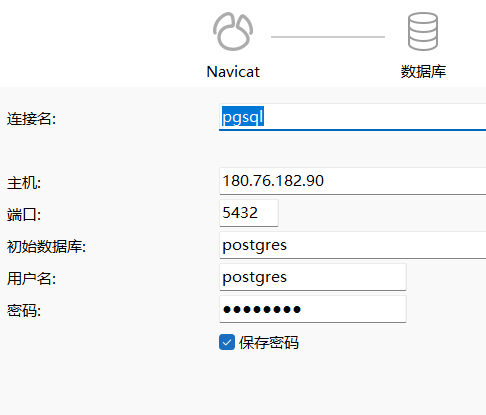 Navicat 数据库
连接名: pgsql
主机: 180.76.182.90
端口: 5432
初始数据库: postgres
用户名: postgres
密码: ●●●●●●●●
保存密码